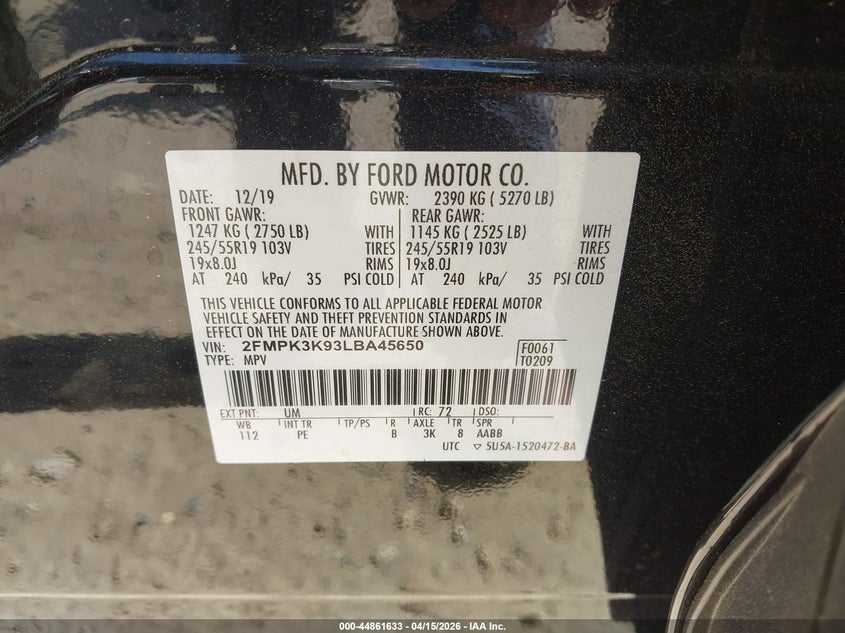 MFD. BY FORD MOTOR CO.
DATE: 12/19 GVWR: 2390 KG ( 5270 LB)
FRONT GAWR: REAR GAWR:
1247 KG ( 2750 LB) WITH 1145 KG ( 2525 LB) WITH
245/55R19 103V TIRES 245/55R19 103V TIRES
19x8.0J RIMS 19x8.0J RIMS
AT 240 kPa/ 35 PSI COLD AT 240 kPa/ 35 PSI COLD
THIS VEHICLE CONFORMS TO ALL APPLICABLE FEDERAL MOTOR
VEHICLE SAFETY AND THEFT PREVENTION STANDARDS IN
EFFECT ON THE DATE OF MANUFACTURE SHOWN ABOVE.
VIN: 2FMPK3K93LBA45650 F0061
TYPE: MPV T0209
EXT PNT: UM RC: 72 DSO:
WB INT TR TP/PS R AXLE TR SPR
112 PE B 3K 8 AABB
UTC ▽ 5U5A-1520472-BA
000-44861633 - 04/15/2026 - IAA Inc.